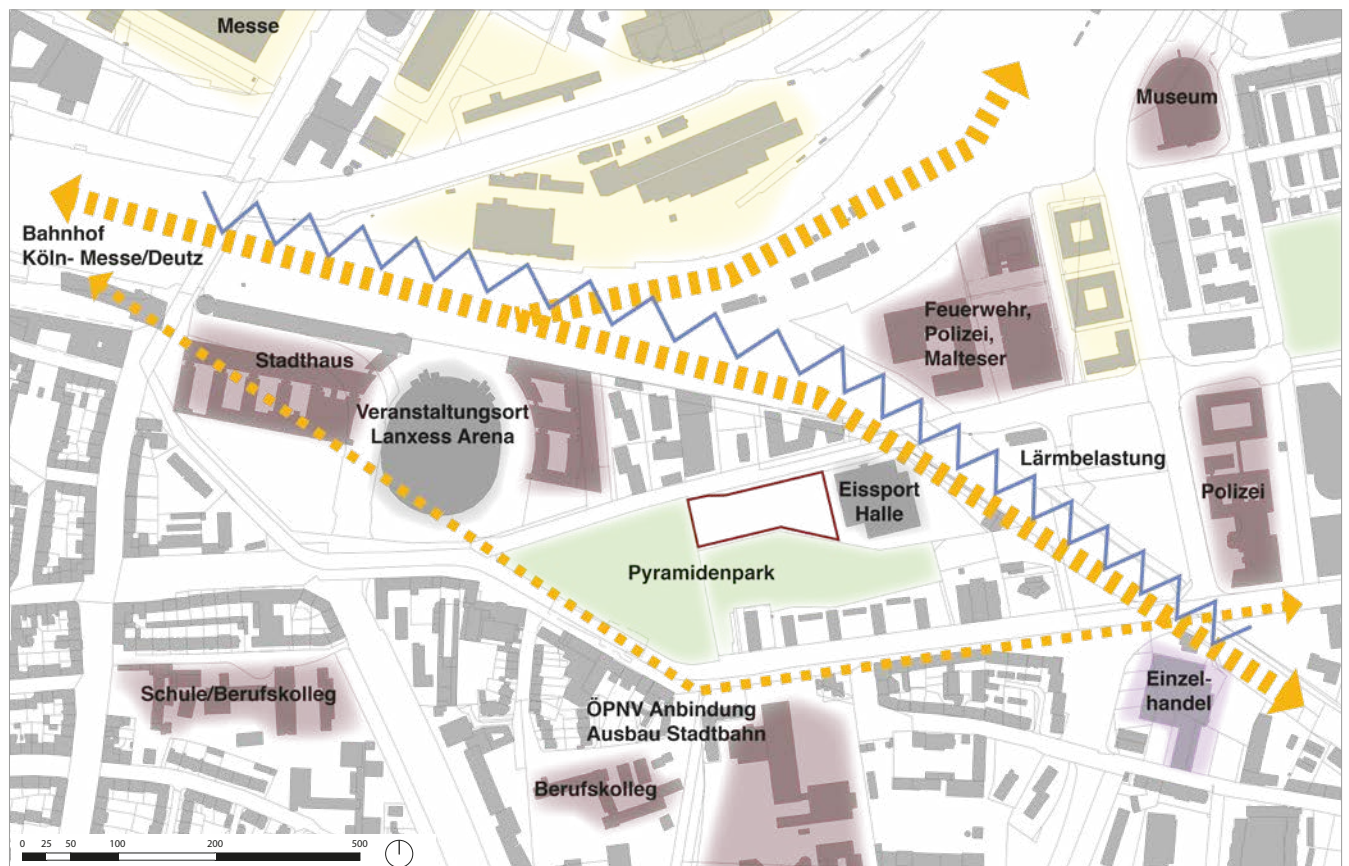 Messe
Museum
Bahnhof
Köln- Messe/Deutz
Feuerwehr,
Polizei,
Malteser
Stadthaus
Veranstaltungsort
Lanxess Arena
Lärmbelastung
Eissport
Halle
Polizei
Pyramidenpark
Schule/Berufskolleg
Einzel-
handel
ÖPNV Anbindung
Ausbau Stadtbahn
Berufskolleg
0 25 50 100 200 500